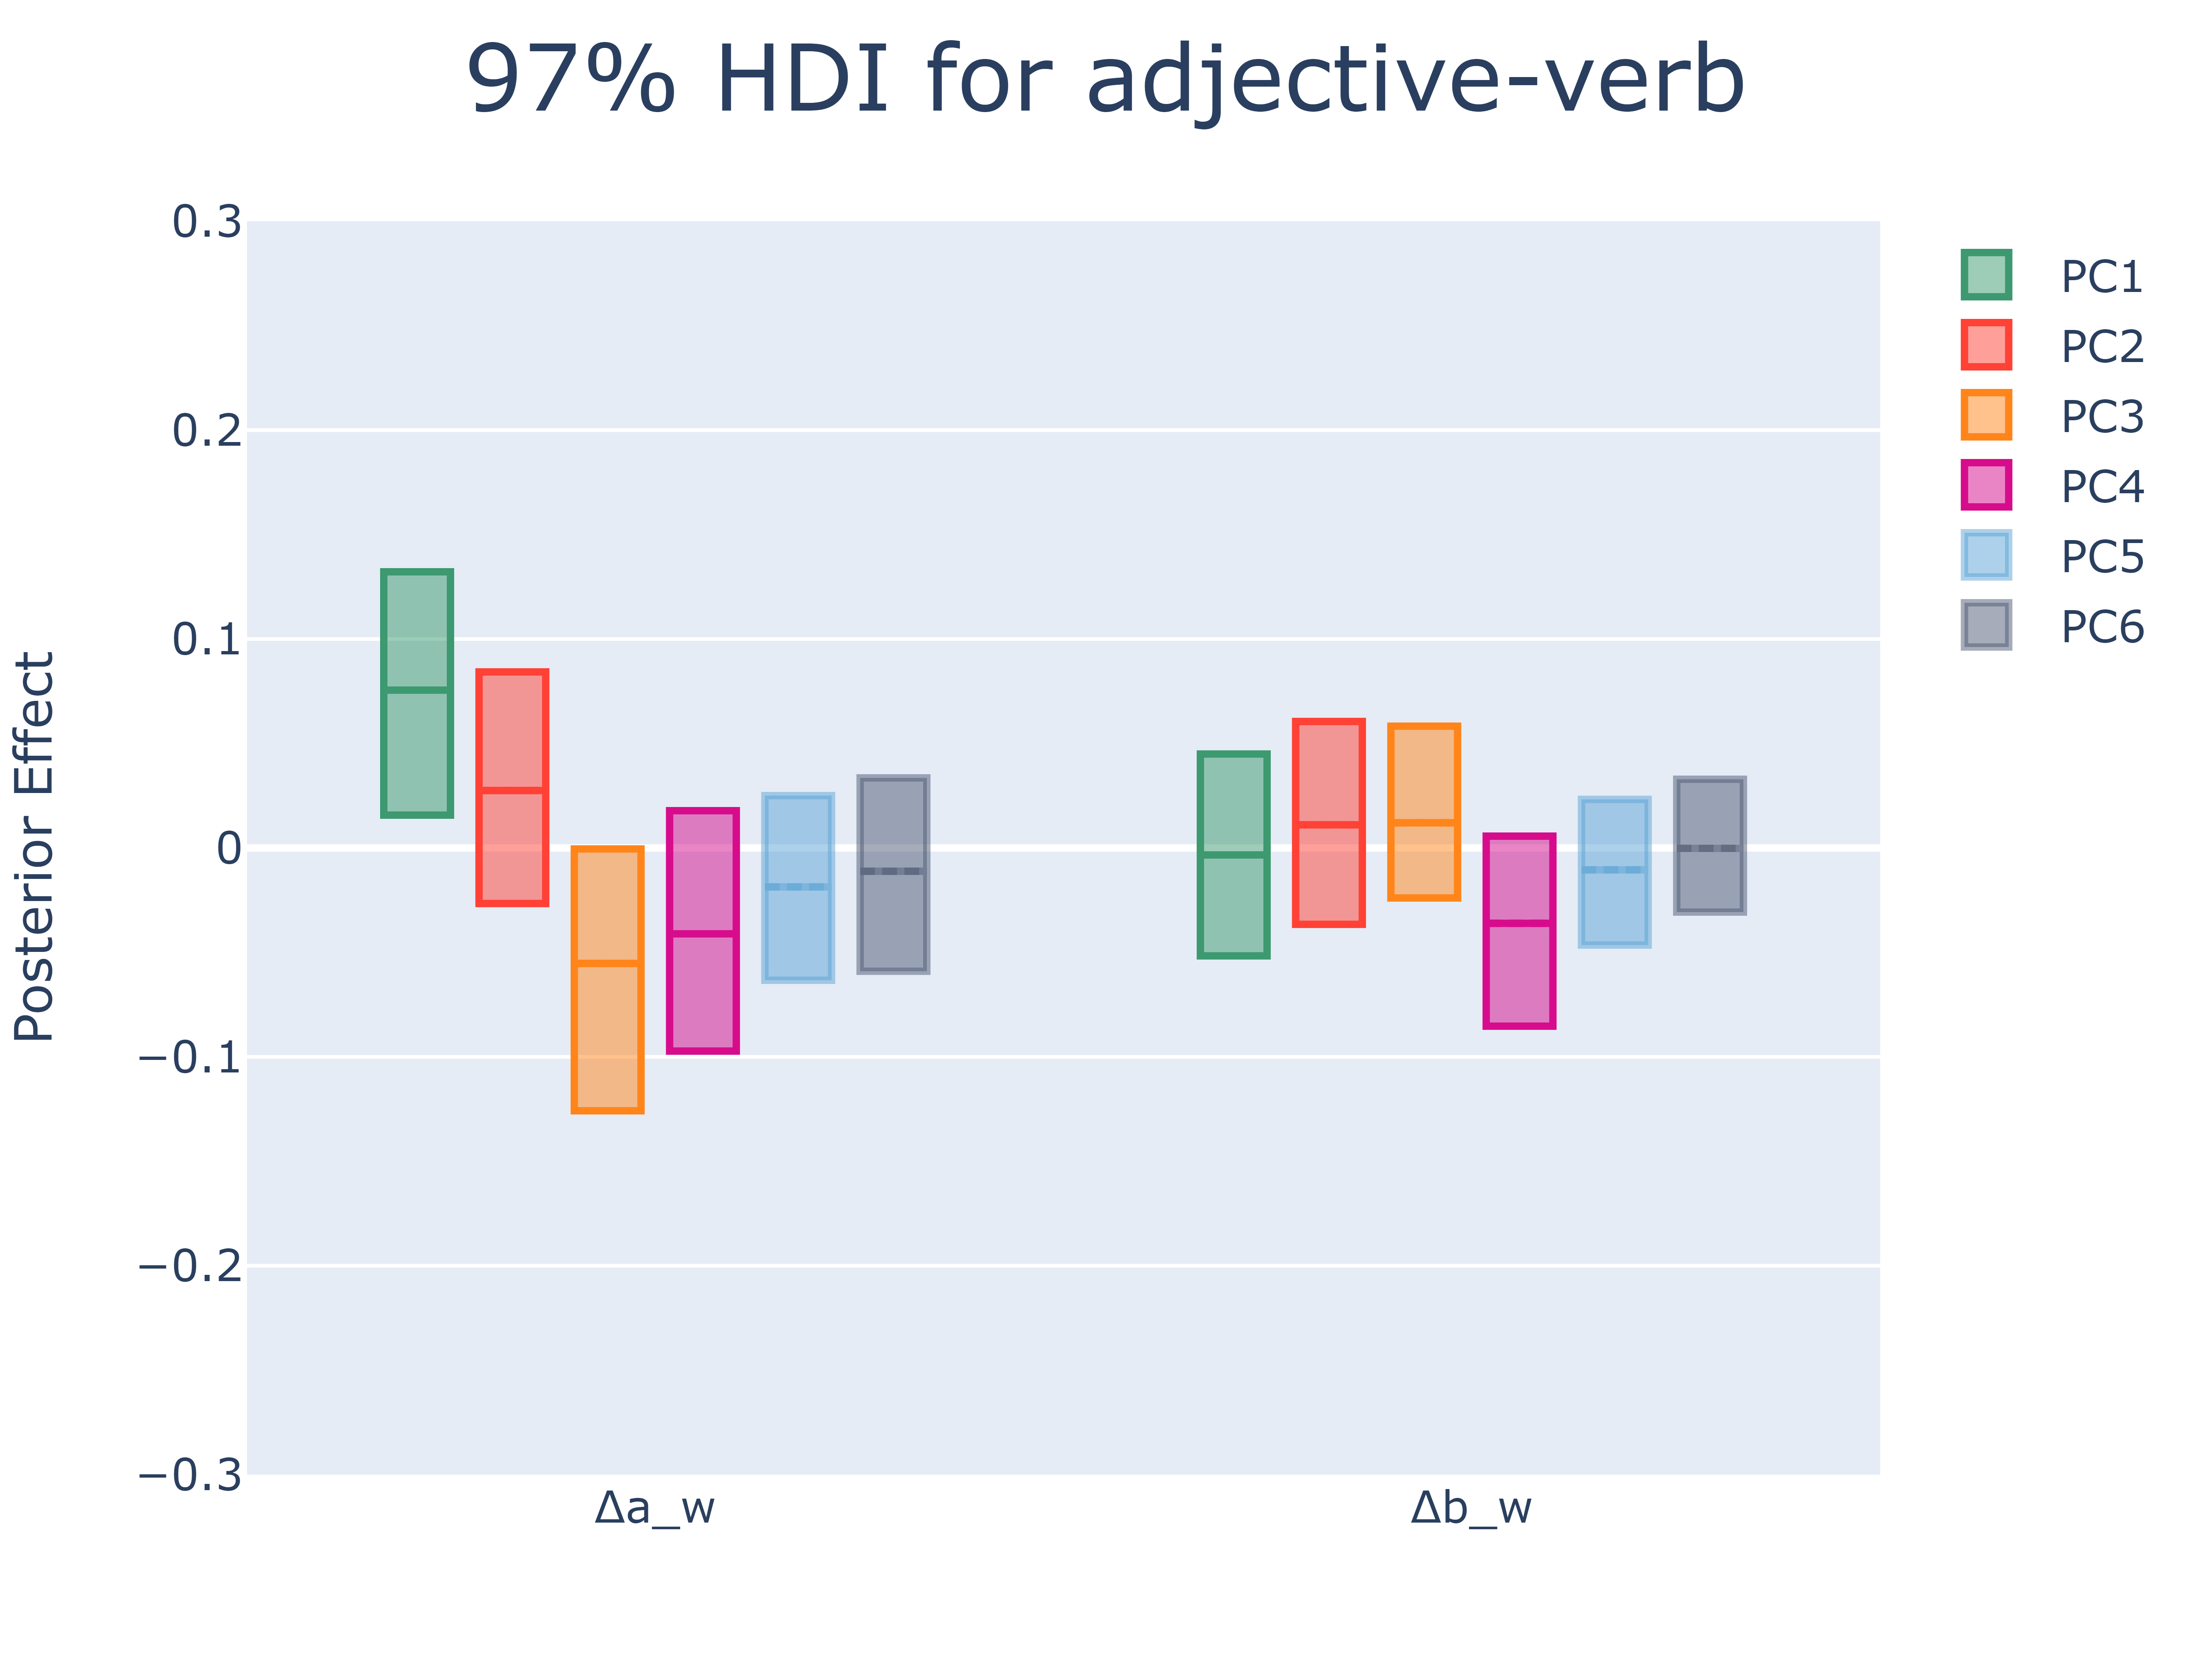 97% HDI for adjective-verb
Posterior Effect
0.3
0.2
0.1
0
−0.1
−0.2
−0.3
Δa_w
Δb_w
PC1
PC2
PC3
PC4
PC5
PC6